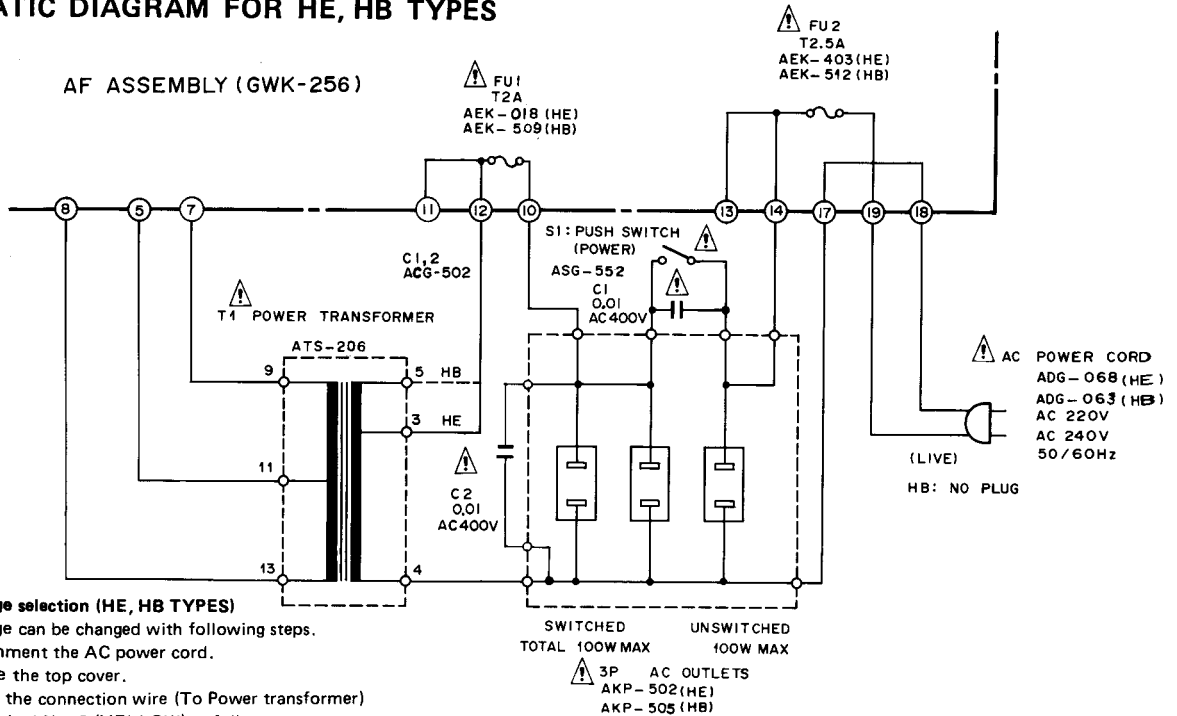 ATIC DIAGRAM FOR HE, HB TYPES
AF ASSEMBLY (GWK-256)
FU1
T2A
AEK-018 (HE)
AEK-509 (HB)
FU2
T2.5A
AEK-403 (HE)
AEK-512 (HB)
8
5
7
11
12
10
13
14
17
19
18
C1,2
ACG-502
S1: PUSH SWITCH
(POWER)
ASG-552
C1
0.01
AC400V
T1 POWER TRANSFORMER
ATS-206
9
5 HB
3 HE
11
13
4
C2
0.01
AC400V
AC POWER CORD
ADG-068 (HE)
ADG-063 (HB)
AC 220V
AC 240V
50/60Hz
(LIVE)
HB: NO PLUG
SWITCHED
TOTAL 100W MAX
UNSWITCHED
100W MAX
3P AC OUTLETS
AKP-502 (HE)
AKP-505 (HB)
ge selection (HE, HB TYPES)
ge can be changed with following steps.
nment the AC power cord.
e the top cover.
the connection wire (To Power transformer)